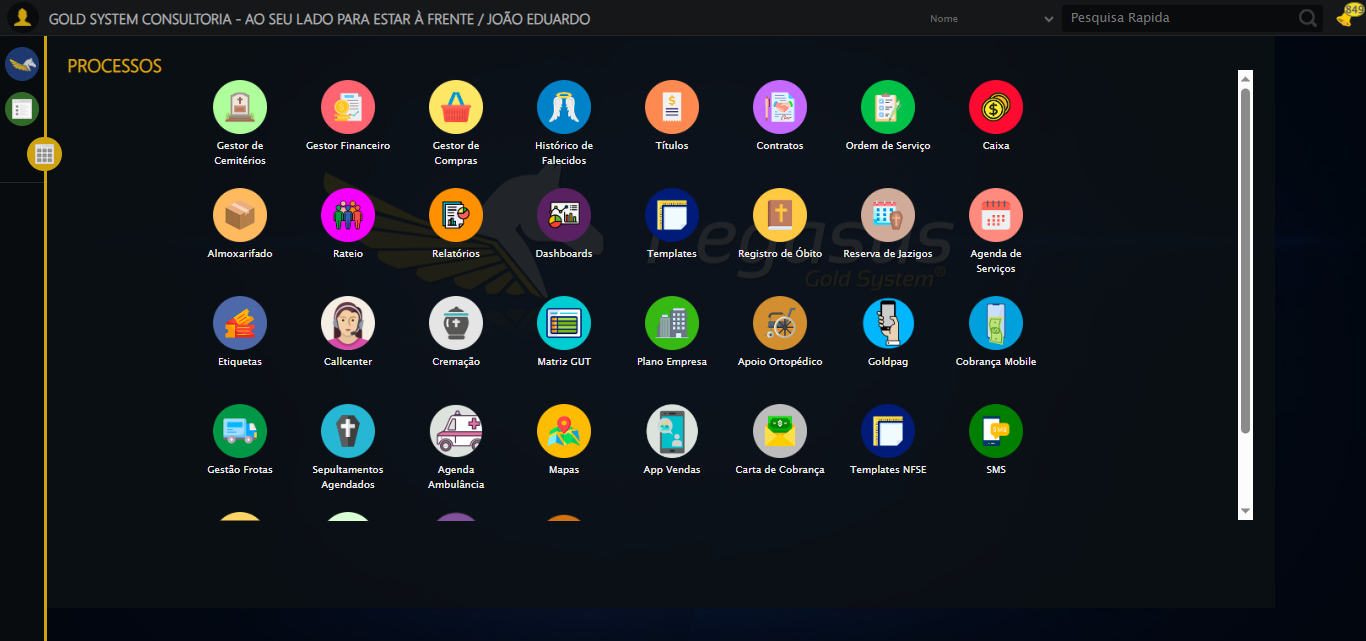 GOLD SYSTEM CONSULTORIA - AO SEU LADO PARA ESTAR À FRENTE / JOÃO EDUARDO
Nome
Pesquisa Rapida
849
PROCESSOS
Gestor de
Cemitérios
Gestor Financeiro
Gestor de
Compras
Histórico de
Falecidos
Títulos
Contratos
Ordem de Serviço
Caixa
Almoxarifado
Rateio
Relatórios
Dashboards
Templates
Registro de Óbito
Reserva de Jazigos
Agenda de
Serviços
Pegasus
Gold System®
Etiquetas
Callcenter
Cremação
Matriz GUT
Plano Empresa
Apoio Ortopédico
Goldpag
Cobrança Mobile
Gestão Frotas
Sepultamentos
Agendados
Agenda
Ambulância
Mapas
App Vendas
Carta de Cobrança
Templates NFSE
SMS
SMS